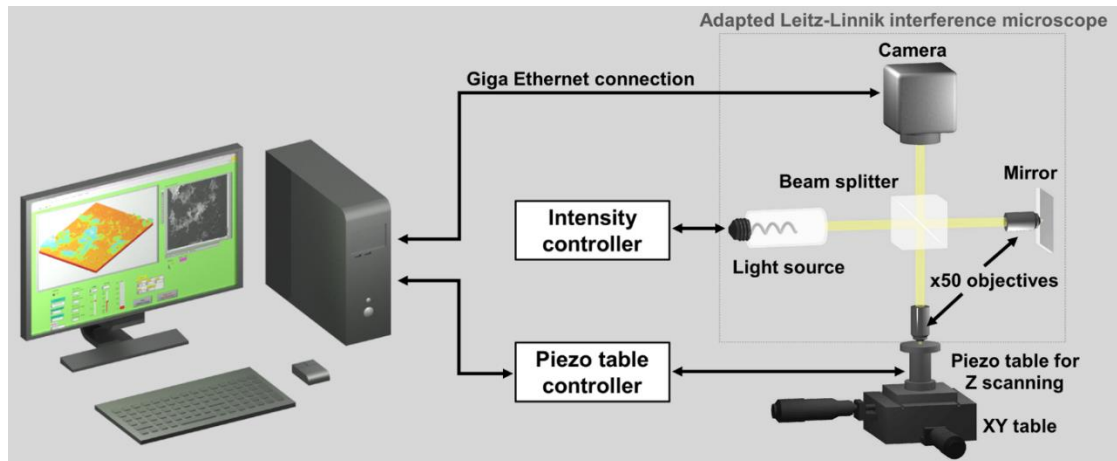 Adapted Leitz-Linnik interference microscope
Camera
Giga Ethernet connection
Beam splitter
Mirror
Intensity
controller
Light source
x50 objectives
Piezo table
controller
Piezo table for
Z scanning
XY table